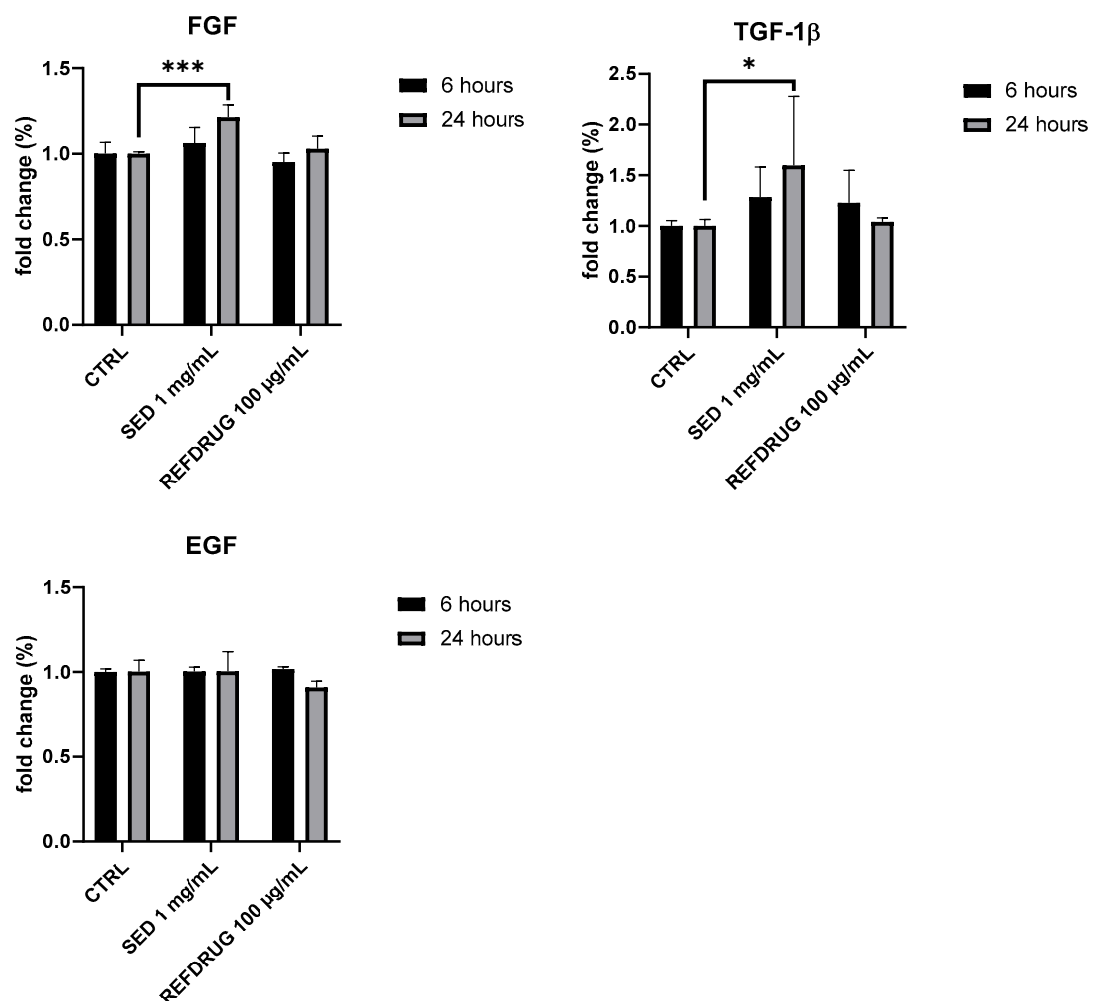 FGF
***
1.5
1.0
0.5
0.0
fold change (%)
6 hours
24 hours
CTRL
SED 1 mg/mL
REFDRUG 100 µg/mL
TGF-1β
*
2.5
2.0
1.5
1.0
0.5
0.0
fold change (%)
6 hours
24 hours
CTRL
SED 1 mg/mL
REFDRUG 100 µg/mL
EGF
1.5
1.0
0.5
0.0
fold change (%)
6 hours
24 hours
CTRL
SED 1 mg/mL
REFDRUG 100 µg/mL